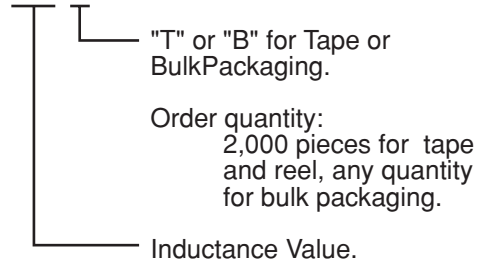 "T" or "B" for Tape or
BulkPackaging.
Order quantity:
2,000 pieces for tape
and reel, any quantity
for bulk packaging.
Inductance Value.